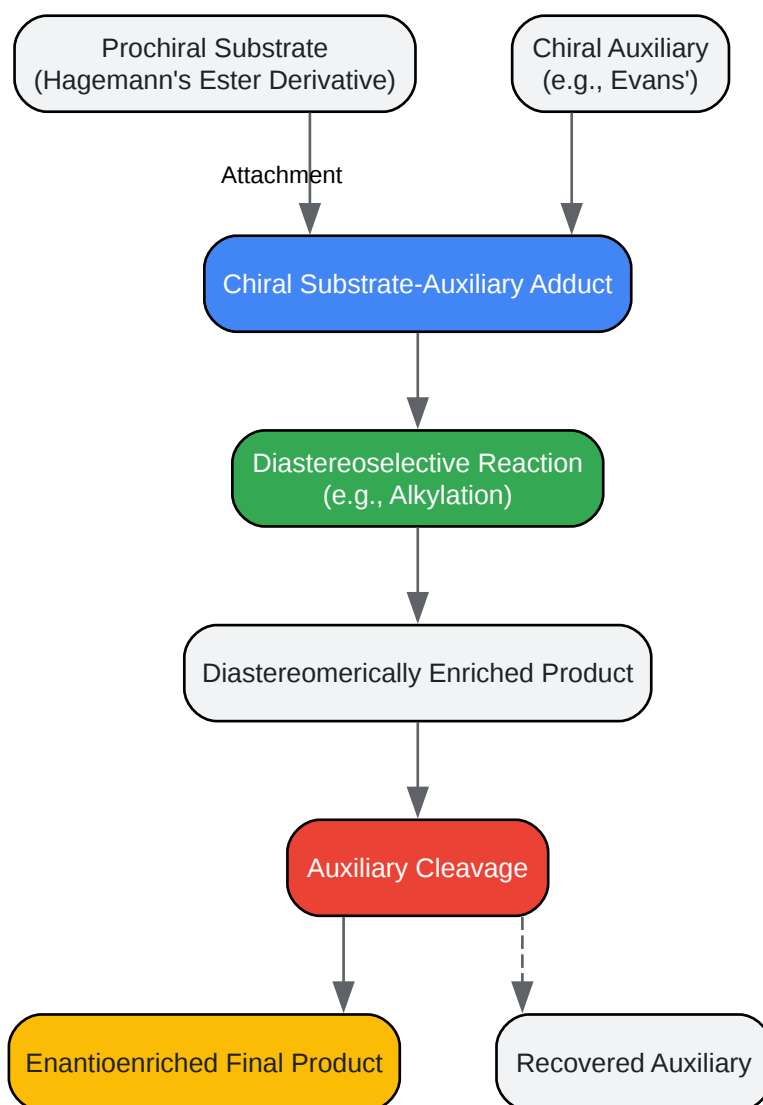 Prochiral Substrate
(Hagemann's Ester Derivative)
Chiral Auxiliary
(e.g., Evans')
Attachment
Chiral Substrate-Auxiliary Adduct
Diastereoselective Reaction
(e.g., Alkylation)
Diastereomerically Enriched Product
Auxiliary Cleavage
Enantioenriched Final Product
Recovered Auxiliary